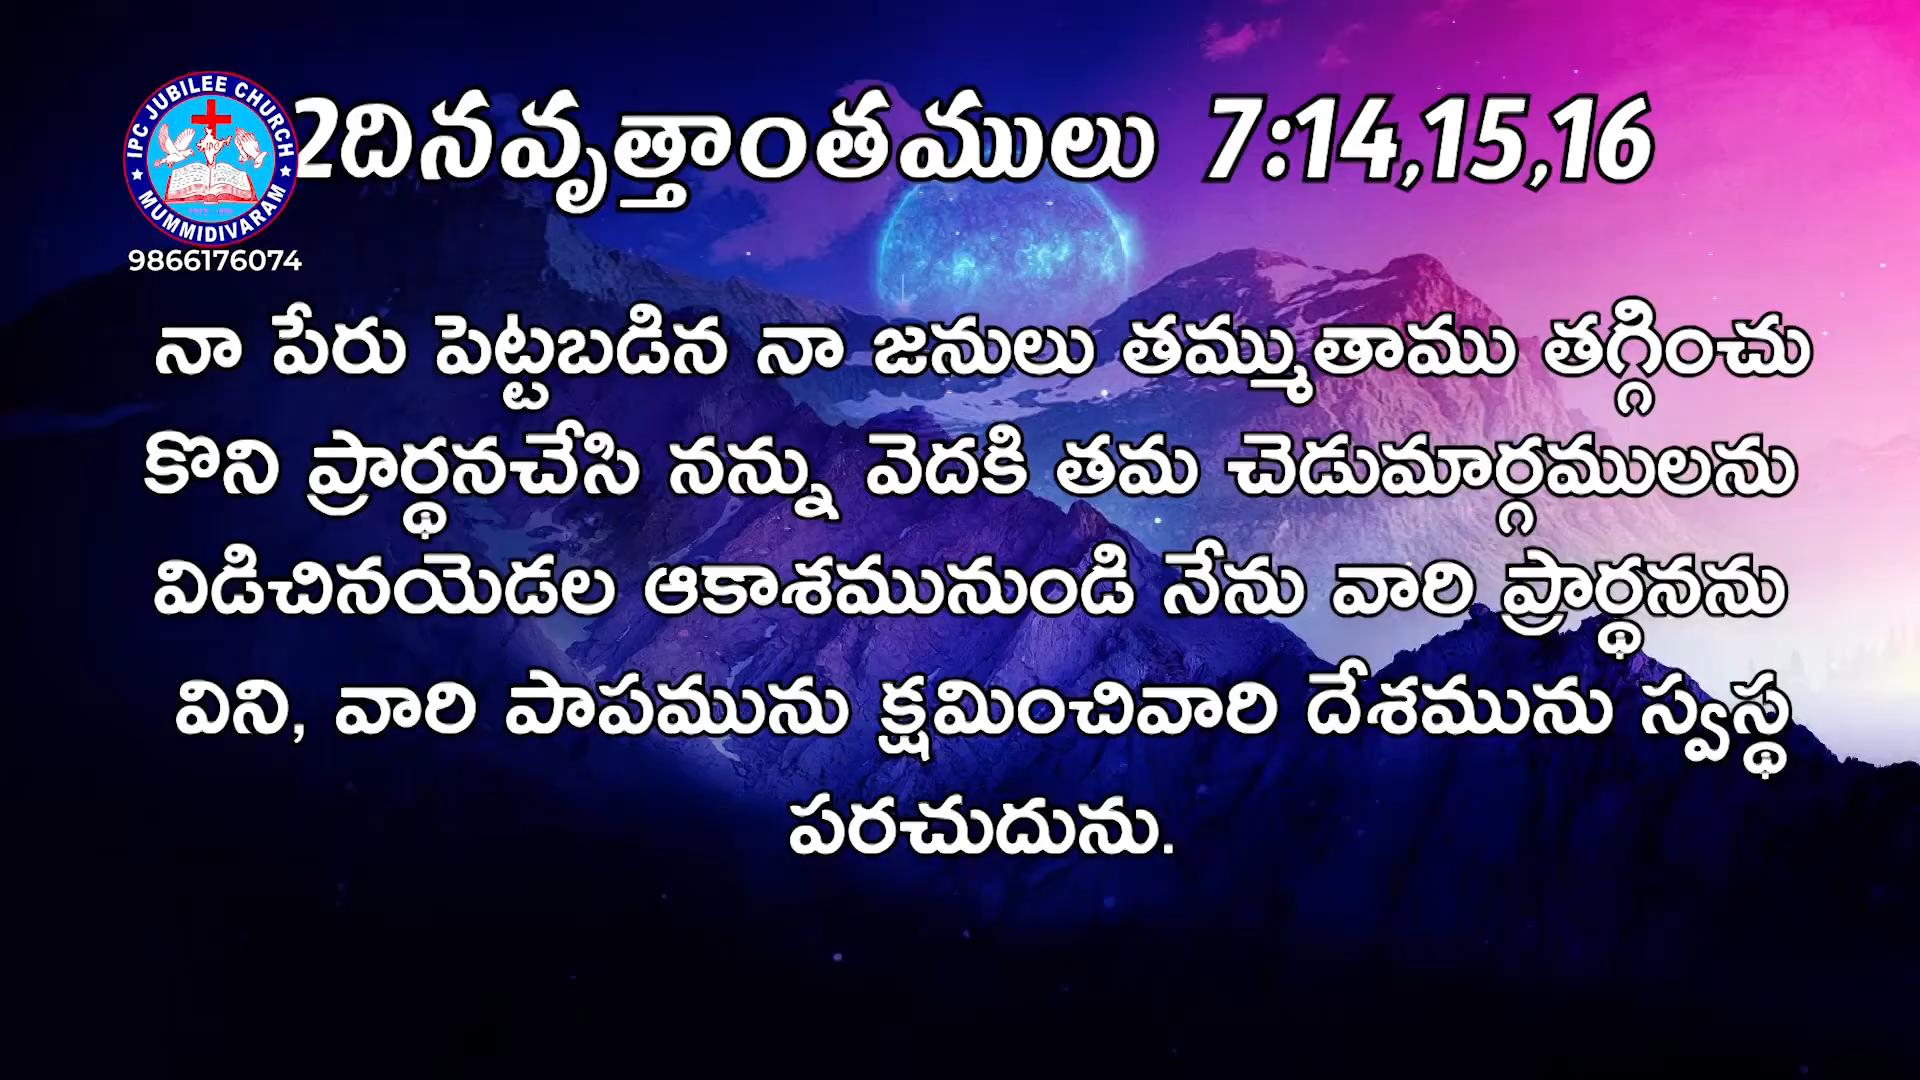 IPC JUBILEE CHURCH
MUMMIDIVARAM
9866176074
2దినవృత్తాంతములు 7:14,15,16
నా పేరు పెట్టబడిన నా జనులు తమ్ముతాము తగ్గించు
కొని ప్రార్థనచేసి నన్ను వెదకి తమ చెడుమార్గములను
విడిచినయెడల ఆకాశమునుండి నేను వారి ప్రార్థనను
విని, వారి పాపమును క్షమించివారి దేశమును స్వస్థ
పరచుదును.